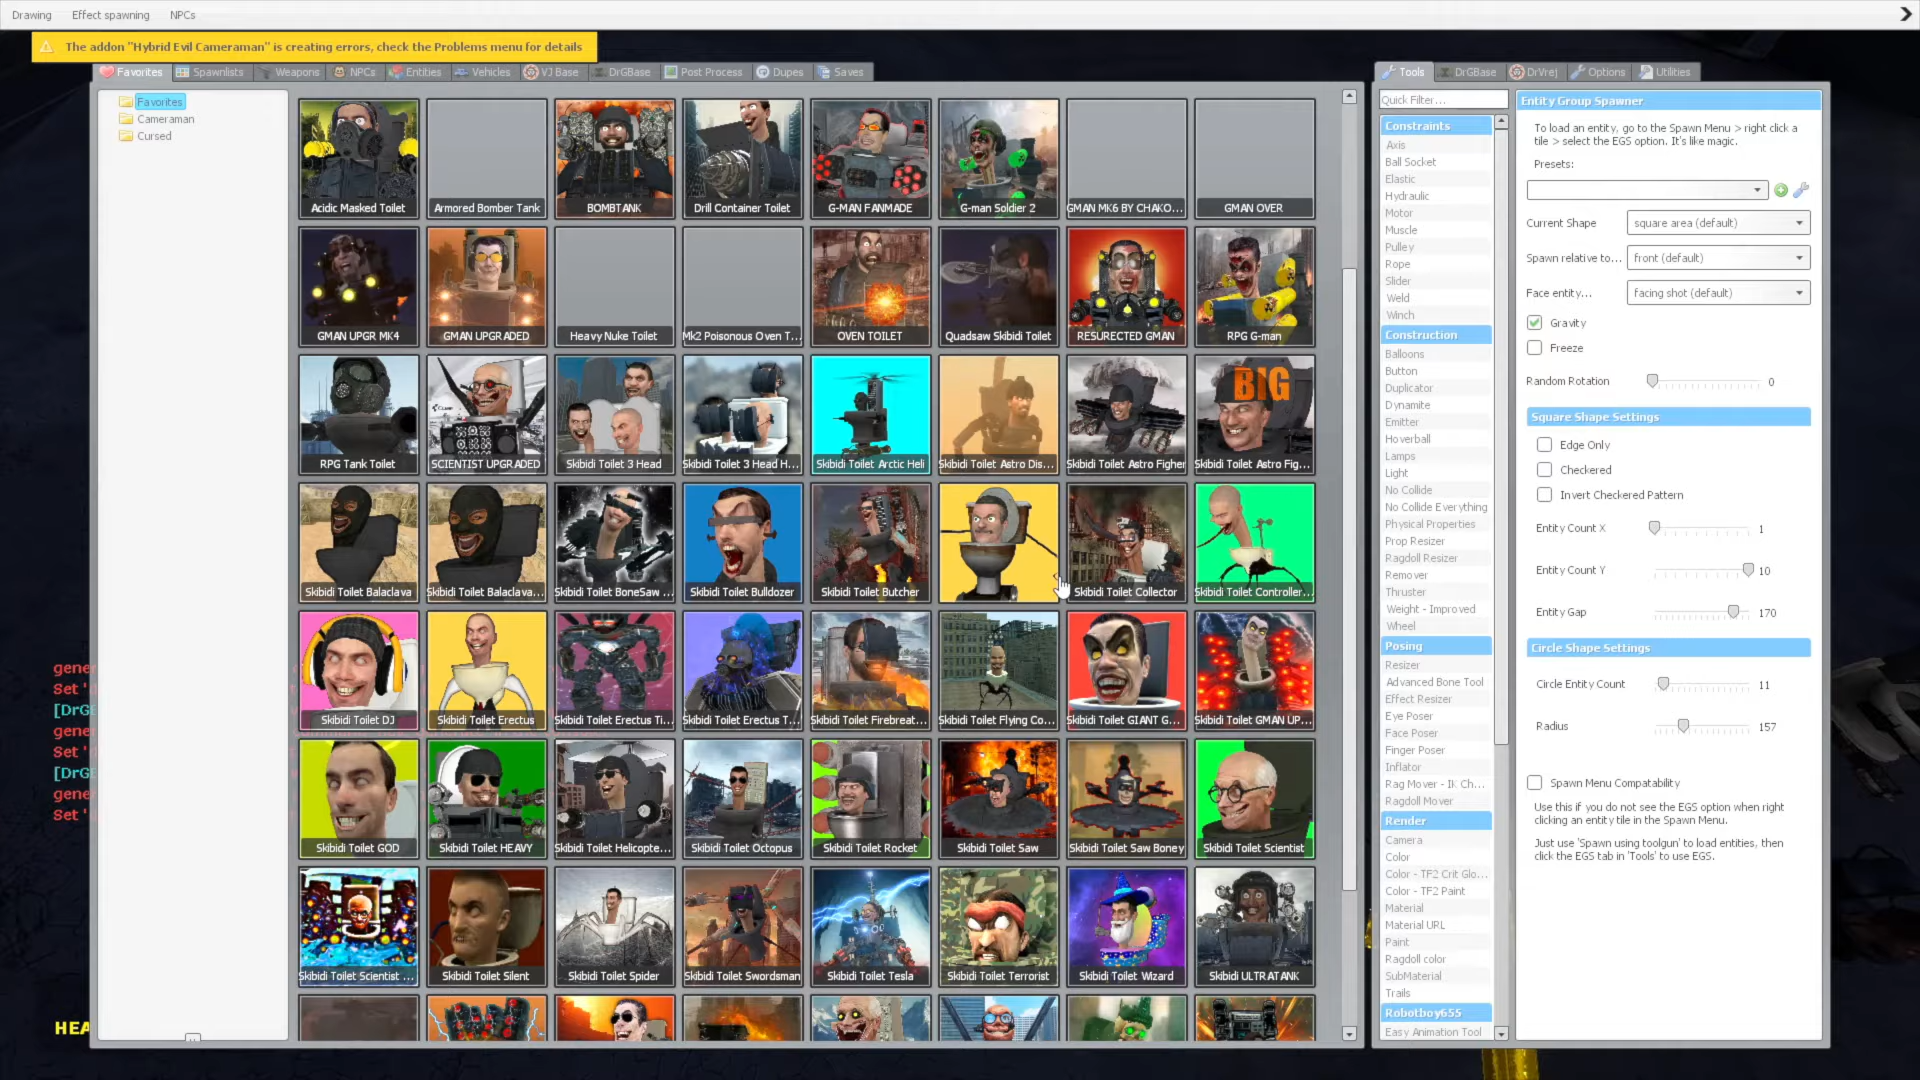 Drawing Effect spawning NPCs
The addon "Hybrid Evil Cameraman" is creating errors, check the Problems menu for details
Favorites Spawnlists Weapons NPCs Entities Vehicles VJ Base DrGBase Post Process Dupes Saves
Favorites
Cameraman
Cursed
Acidic Masked Toilet Armored Bomber Tank BOMBTANK Drill Container Toilet G-MAN FANMADE G-man Soldier 2 GMAN MK6 BY CHAKO... GMAN OVER
GMAN UPGR MK4 GMAN UPGRADED Heavy Nuke Toilet Mk2 Poisonous Oven T... OVEN TOILET Quadsaw Skibidi Toilet RESURECTED GMAN RPG G-man
BIG
RPG Tank Toilet SCIENTIST UPGRADED Skibidi Toilet 3 Head Skibidi Toilet 3 Head H... Skibidi Toilet Arctic Heli Skibidi Toilet Astro Dis... Skibidi Toilet Astro Figher Skibidi Toilet Astro Fig...
Skibidi Toilet Balaclava Skibidi Toilet Balaclava... Skibidi Toilet BoneSaw ... Skibidi Toilet Bulldozer Skibidi Toilet Butcher Skibidi Toilet Collector Skibidi Toilet Controller...
Skibidi Toilet DJ Skibidi Toilet Erectus Skibidi Toilet Erectus Ti... Skibidi Toilet Erectus T... Skibidi Toilet Firebreat... Skibidi Toilet Flying Co... Skibidi Toilet GIANT G... Skibidi Toilet GMAN UP...
Skibidi Toilet GOD Skibidi Toilet HEAVY Skibidi Toilet Helicopte... Skibidi Toilet Octopus Skibidi Toilet Rocket Skibidi Toilet Saw Skibidi Toilet Saw Boney Skibidi Toilet Scientist
Skibidi Toilet Scientist ... Skibidi Toilet Silent Skibidi Toilet Spider Skibidi Toilet Swordsman Skibidi Toilet Tesla Skibidi Toilet Terrorist Skibidi Toilet Wizard Skibidi ULTRATANK
gene
Set '
[DrGB
gene
Set '
[DrGB
gene
Set '
HEA
Tools DrGBase DrVrej Options Utilities
Quick Filter...
Constraints
Axis
Ball Socket
Elastic
Hydraulic
Motor
Muscle
Pulley
Rope
Slider
Weld
Winch
Construction
Balloons
Button
Duplicator
Dynamite
Emitter
Hoverball
Lamps
Light
No Collide
No Collide Everything
Physical Properties
Prop Resizer
Ragdoll Resizer
Remover
Thruster
Weight - Improved
Wheel
Posing
Resizer
Advanced Bone Tool
Effect Resizer
Eye Poser
Face Poser
Finger Poser
Inflator
Rag Mover - Ik Ch...
Ragdoll Mover
Render
Camera
Color
Color - TF2 Crit Glo...
Color - TF2 Paint
Material
Material URL
Paint
Ragdoll color
SubMaterial
Trails
Robotboy655
Easy Animation Tool
Entity Group Spawner
To load an entity, go to the Spawn Menu > right click a
tile > select the EGS option. It's like magic.
Presets:
Current Shape square area (default)
Spawn relative to... front (default)
Face entity... facing shot (default)
Gravity
Freeze
Random Rotation 0
Square Shape Settings
Edge Only
Checkered
Invert Checkered Pattern
Entity Count X 1
Entity Count Y 10
Entity Gap 170
Circle Shape Settings
Circle Entity Count 11
Radius 157
Spawn Menu Compatability
Use this if you do not see the EGS option when right
clicking an entity tile in the Spawn Menu.
Just use 'Spawn using toolgun' to load entities, then
click the EGS tab in 'Tools' to use EGS.